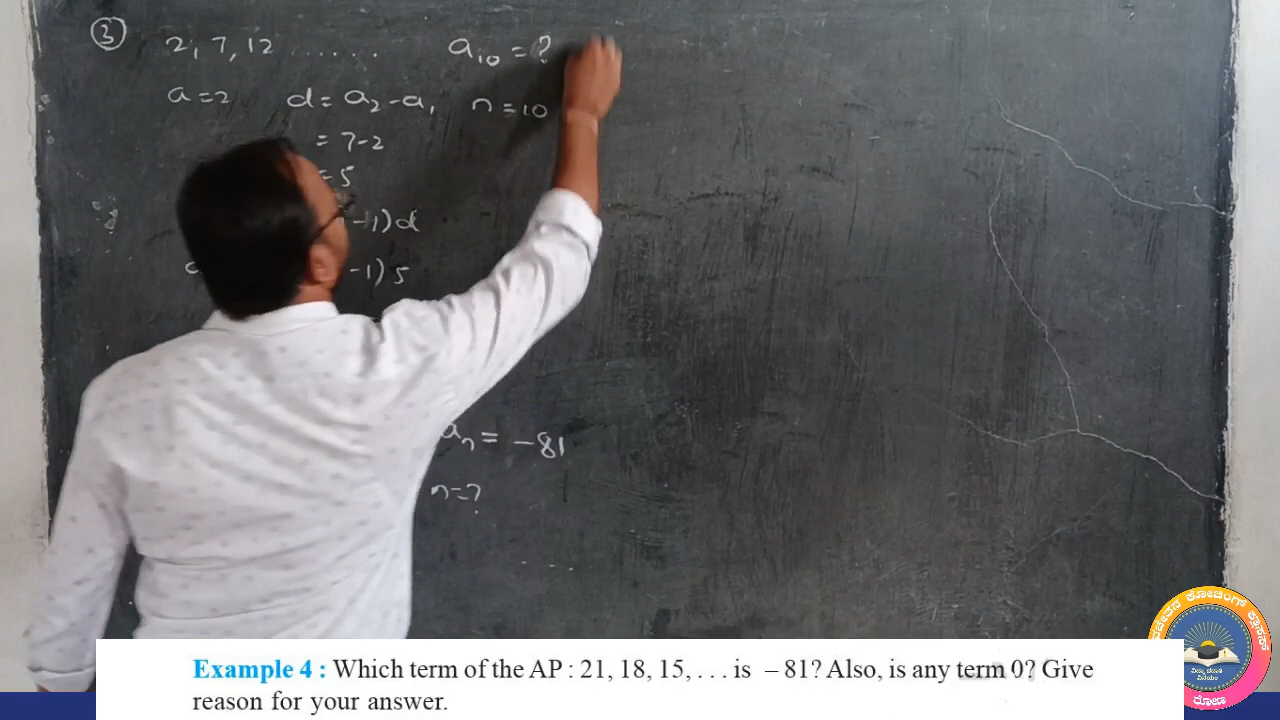 ③ 2, 7, 12 ...... a₁₀ = ?
a = 2 d = a₂ - a₁ n = 10
= 7 - 2
= 5
-1) d
-1) 5
aₙ = -81
n = ?
Example 4 : Which term of the AP : 21, 18, 15, . . . is – 81? Also, is any term 0? Give
reason for your answer.
ರೋಣ